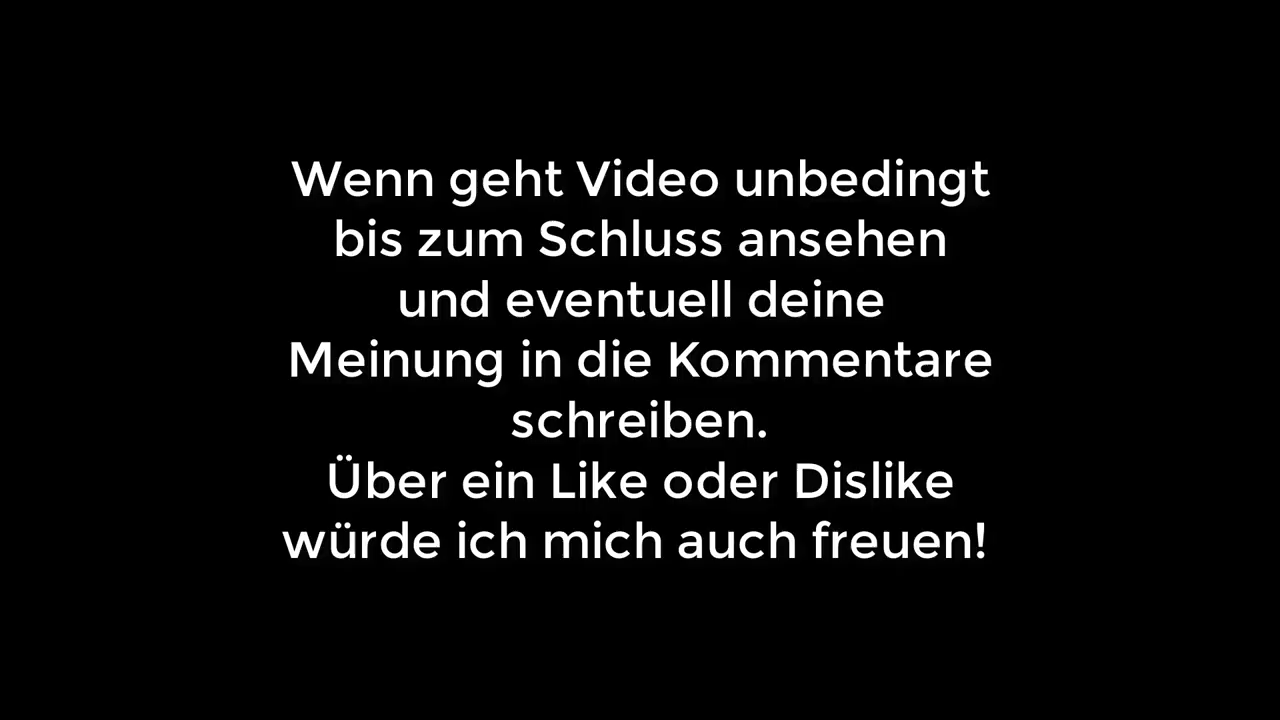 Wenn geht Video unbedingt
bis zum Schluss ansehen
und eventuell deine
Meinung in die Kommentare
schreiben.
Über ein Like oder Dislike
würde ich mich auch freuen!